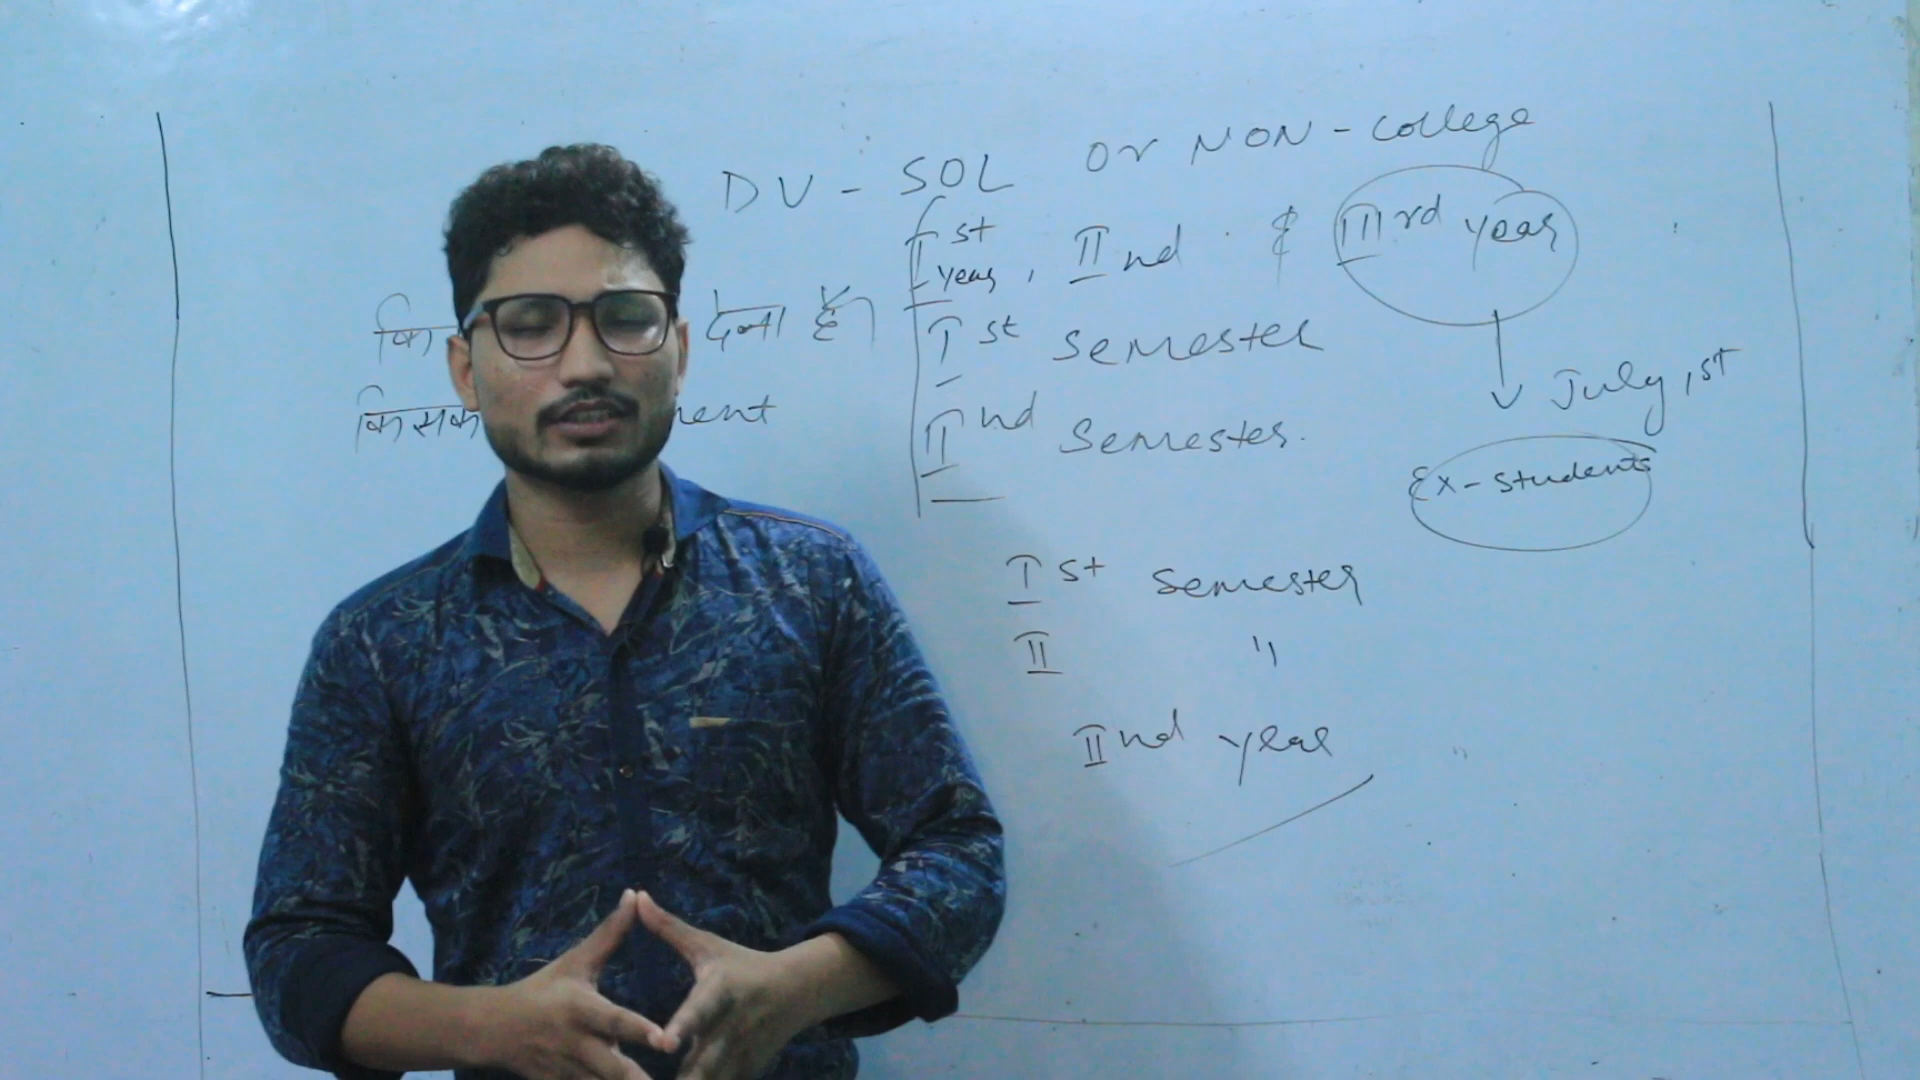 DU - SOL Or NON - College
Ist year, IInd & IIIrd year
देना है।
Ist Semester
July, Ist
IInd Semester.
Ex - Students
Ist Semester
II "
IInd year